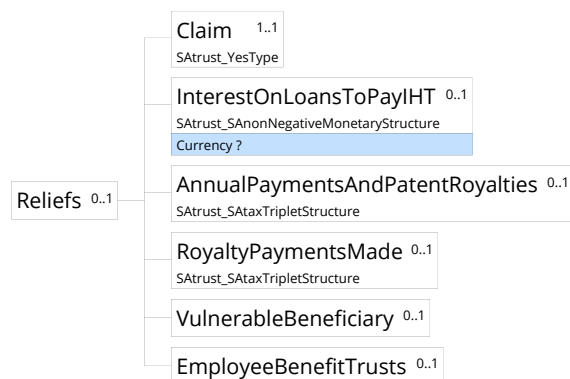 Claim 1..1
SAtrust_YesType
InterestOnLoansToPayIHT 0..1
SAtrust_SAnonNegativeMonetaryStructure
Currency ?
Reliefs 0..1
AnnualPaymentsAndPatentRoyalties 0..1
SAtrust_SAtaxTripletStructure
RoyaltyPaymentsMade 0..1
SAtrust_SAtaxTripletStructure
VulnerableBeneficiary 0..1
EmployeeBenefitTrusts 0..1